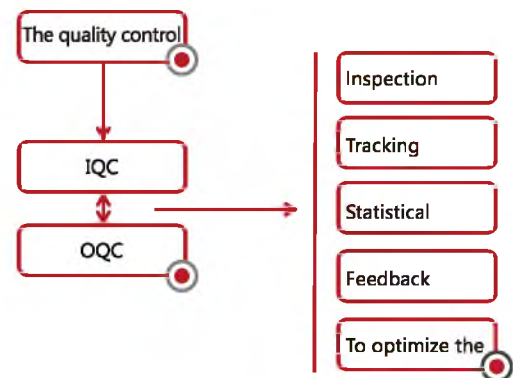 The quality control
IQC
OQC
Inspection
Tracking
Statistical
Feedback
To optimize the